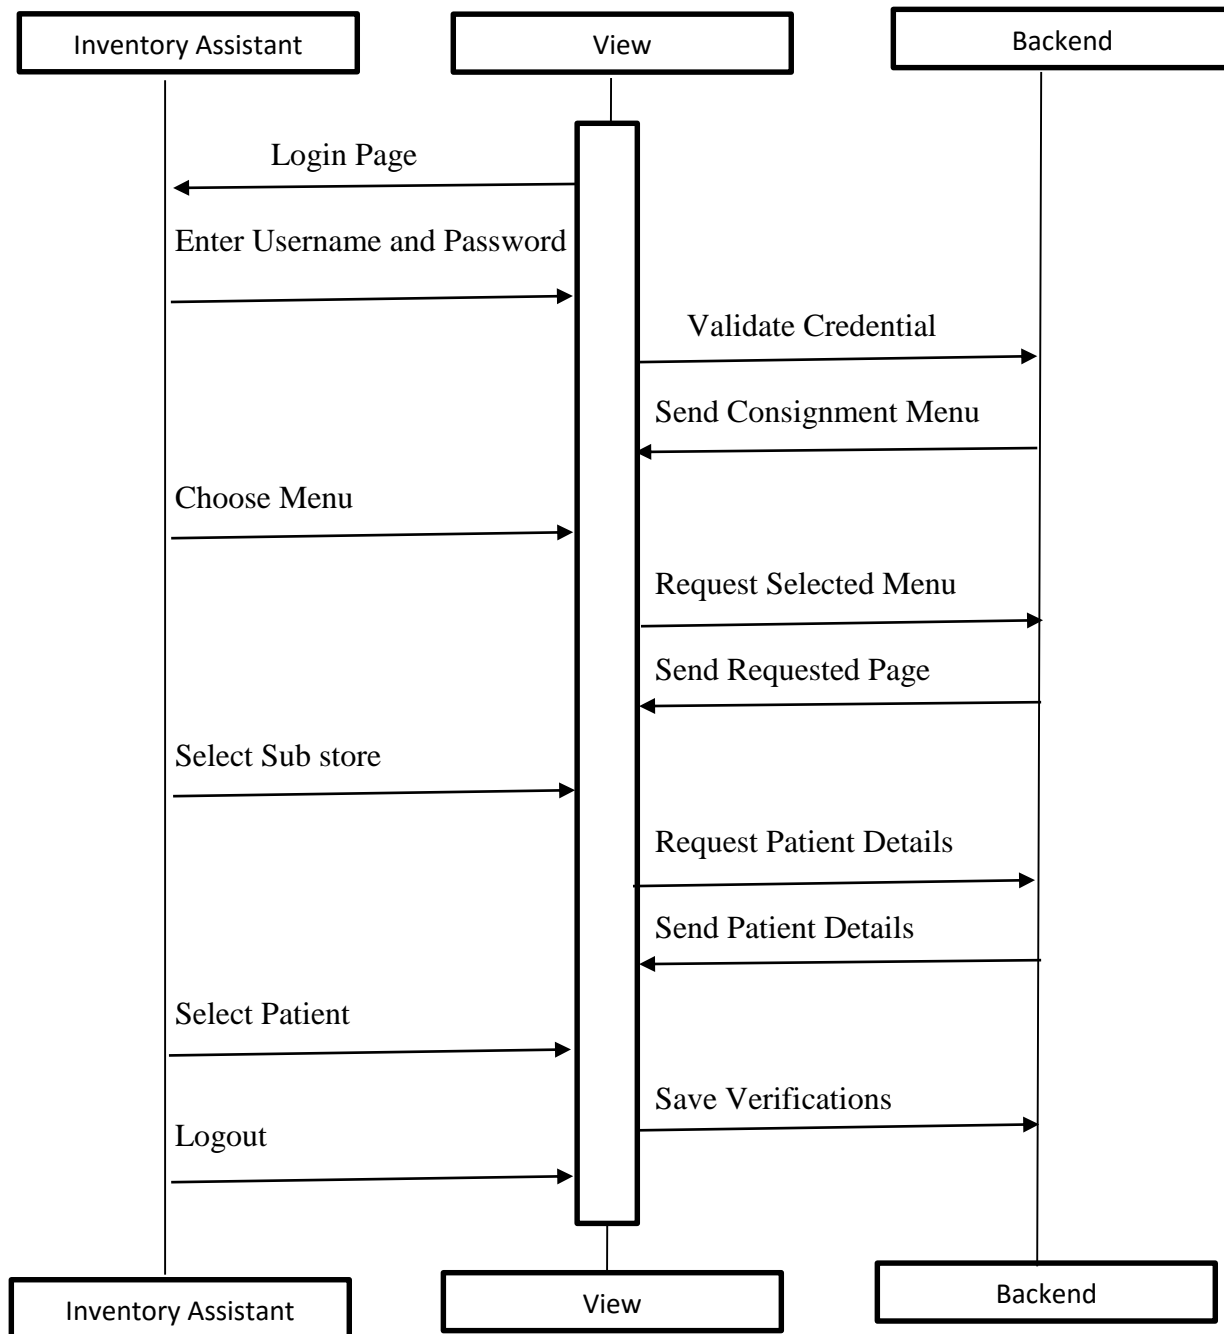 Inventory Assistant
View
Backend
Login Page
Enter Username and Password
Validate Credential
Send Consignment Menu
Choose Menu
Request Selected Menu
Send Requested Page
Select Sub store
Request Patient Details
Send Patient Details
Select Patient
Save Verifications
Logout
Inventory Assistant
View
Backend